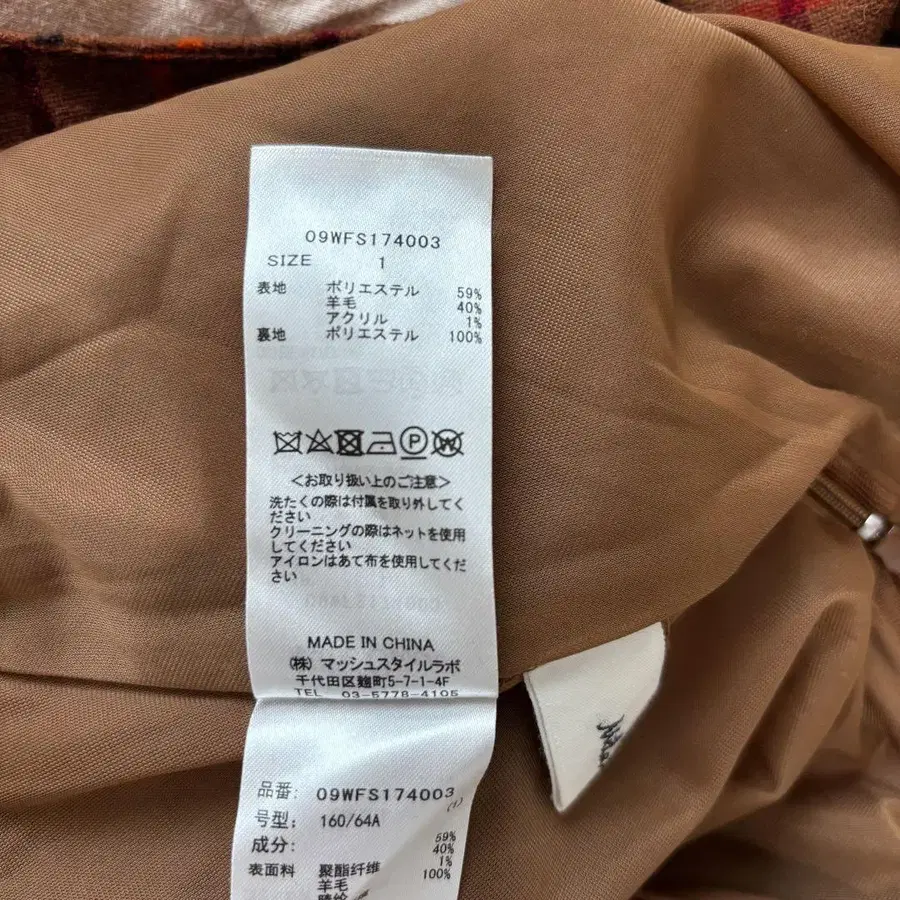 09WFS174003
SIZE 1
表地 ポリエステル 59%
羊毛 40%
アクリル 1%
裏地 ポリエステル 100%
P
W
<お取り扱い上のご注意>
洗たくの際は付属を取り外してく
ださい
クリーニングの際はネットを使用
してください
アイロンはあて布を使用してくだ
さい
MADE IN CHINA
(株) マッシュスタイルラボ
千代田区麹町5-7-1-4F
TEL 03-5778-4105
品番: 09WFS174003
(1)
号型: 160/64A
成分:
59%
40%
1%
表面料 聚酯纤维 100%
羊毛
腈纶